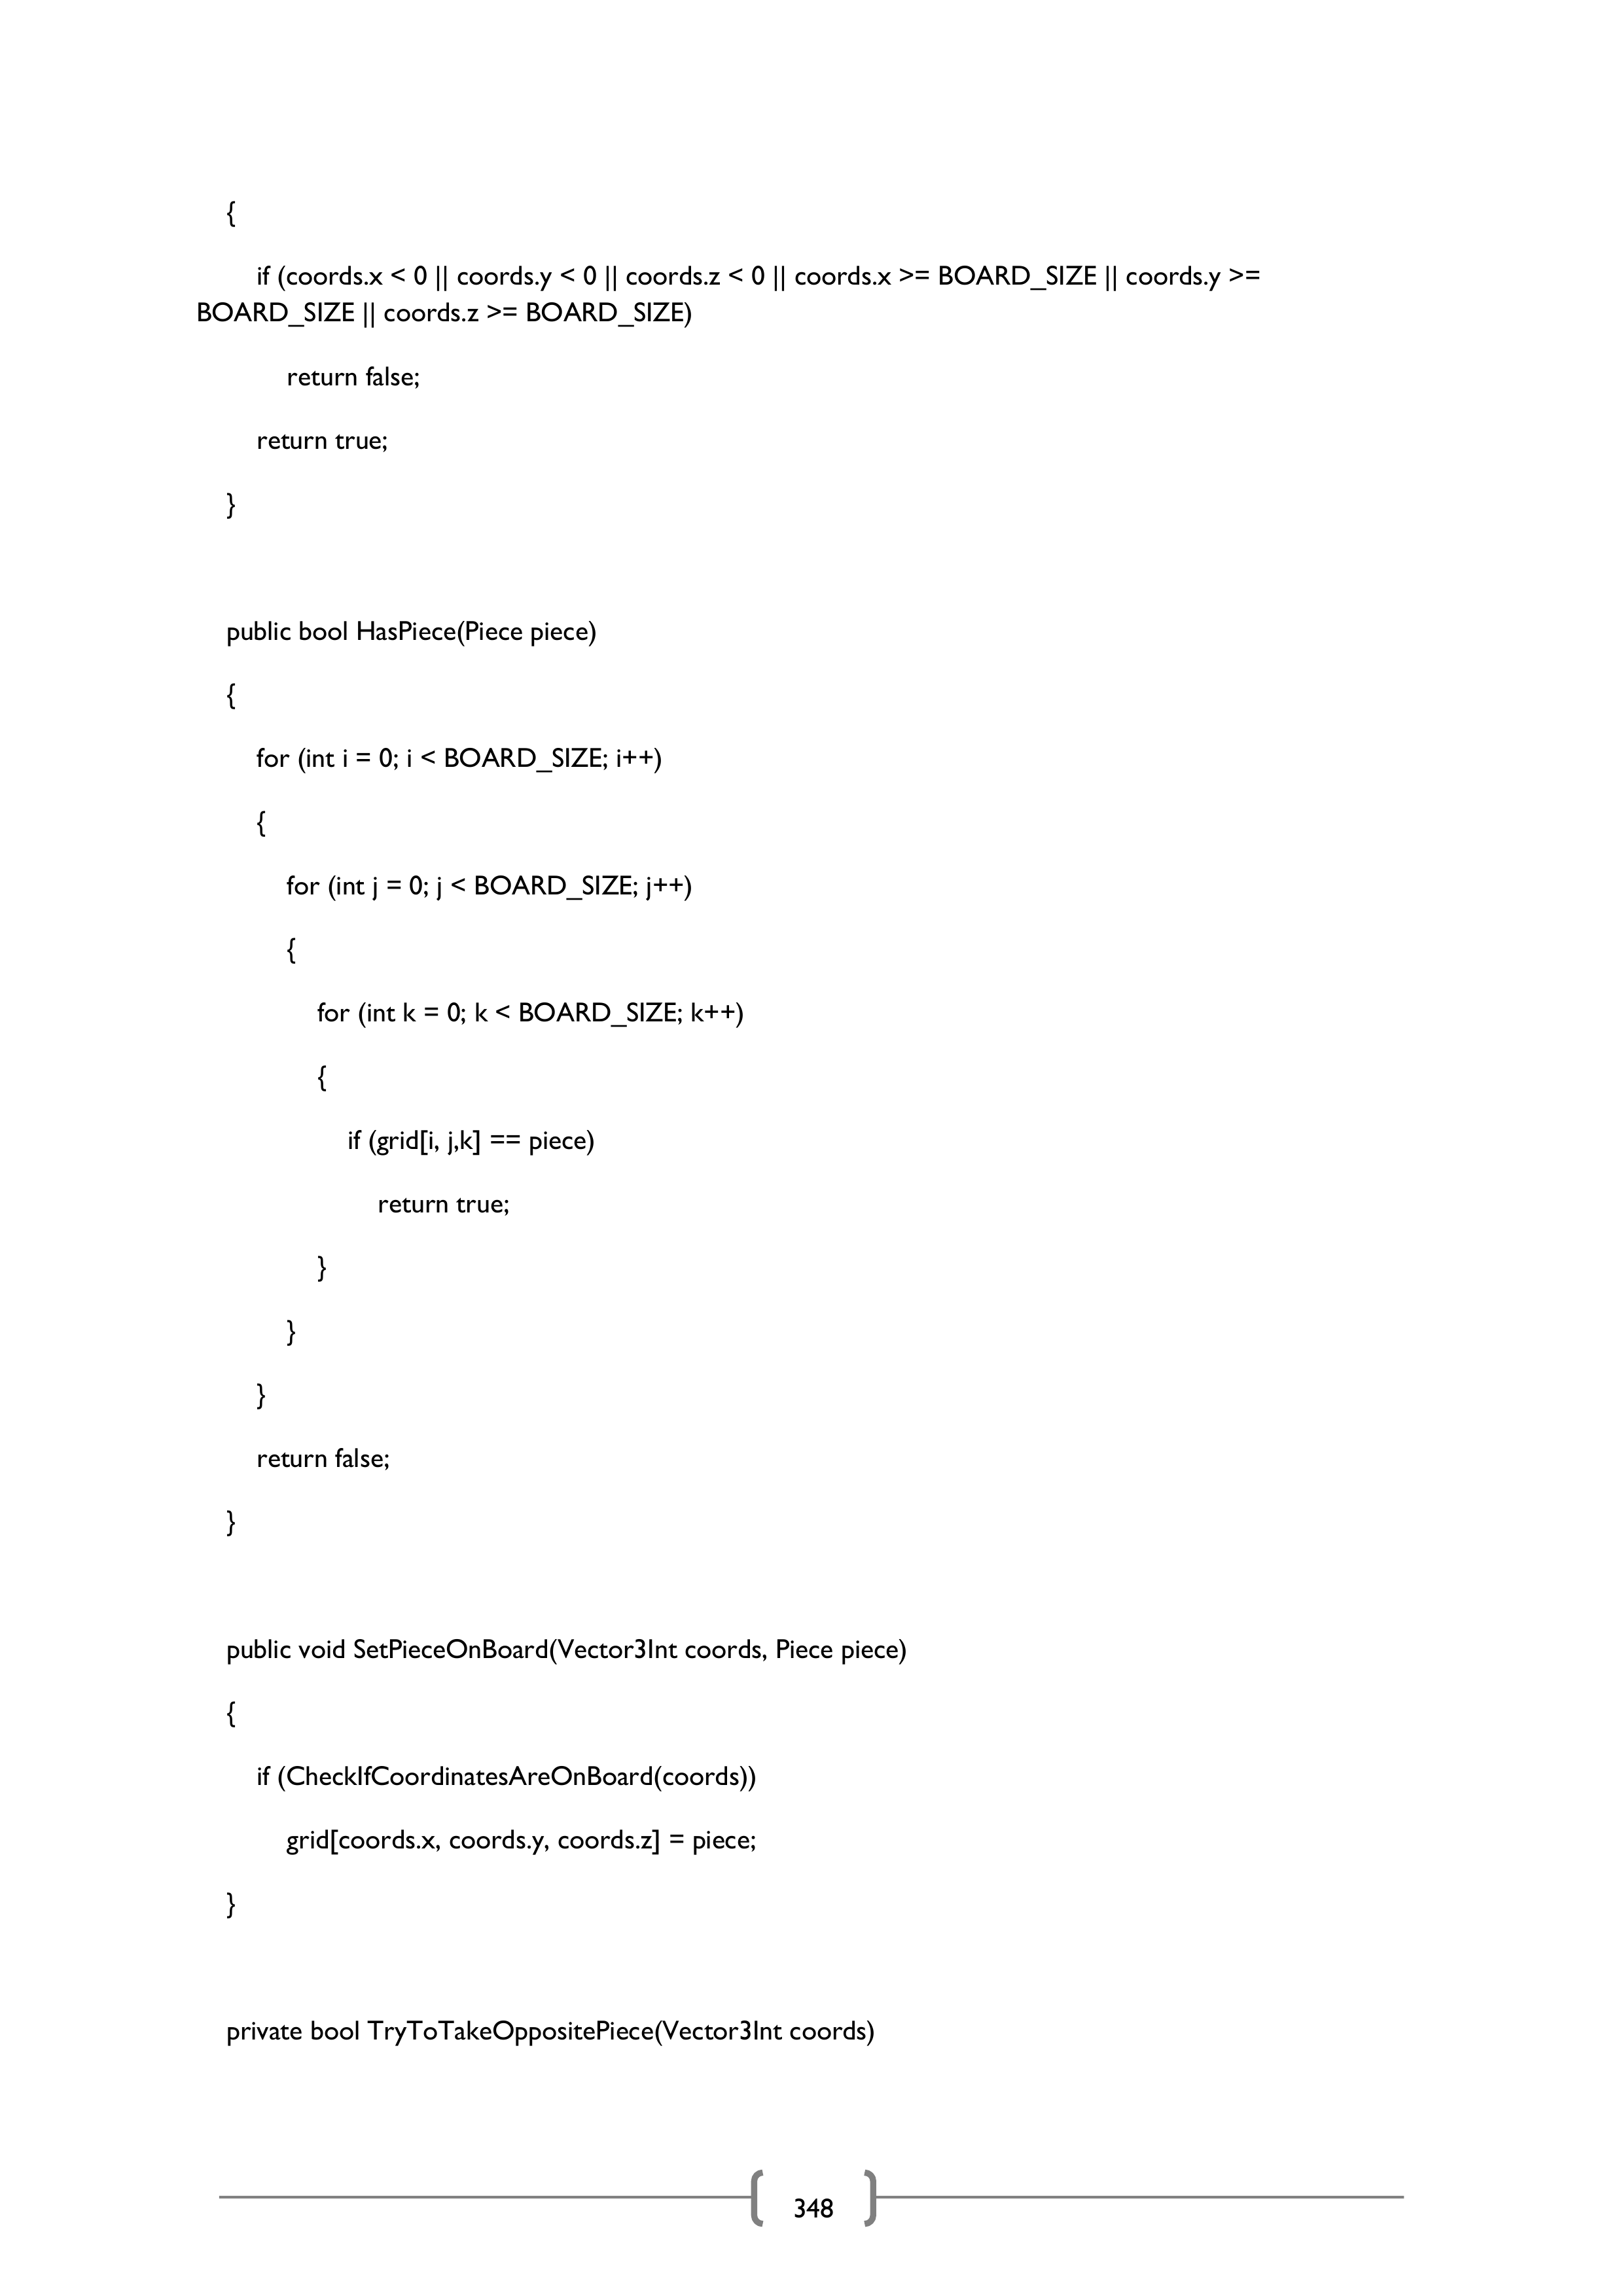 {
if (coords.x < 0 || coords.y < 0 || coords.z < 0 || coords.x >= BOARD_SIZE || coords.y >=
BOARD_SIZE || coords.z >= BOARD_SIZE)
return false;
return true;
}
public bool HasPiece(Piece piece)
{
for (int i = 0; i < BOARD_SIZE; i++)
{
for (int j = 0; j < BOARD_SIZE; j++)
{
for (int k = 0; k < BOARD_SIZE; k++)
{
if (grid[i, j,k] == piece)
return true;
}
}
}
return false;
}
public void SetPieceOnBoard(Vector3Int coords, Piece piece)
{
if (CheckIfCoordinatesAreOnBoard(coords))
grid[coords.x, coords.y, coords.z] = piece;
}
private bool TryToTakeOppositePiece(Vector3Int coords)
348